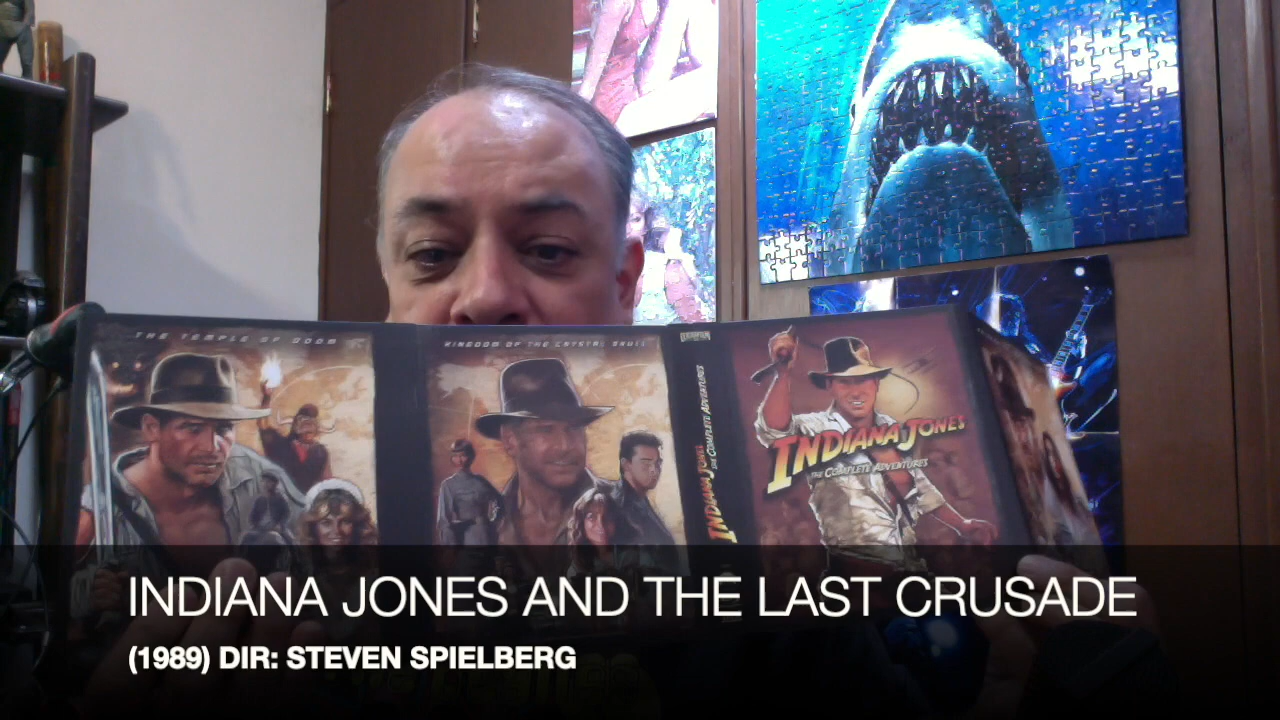 THE TEMPLE OF DOOM
KINGDOM OF THE CRYSTAL SKULL
INDIANA JONES
THE COMPLETE ADVENTURES
INDIANA JONES
THE COMPLETE ADVENTURES
INDIANA JONES AND THE LAST CRUSADE
(1989) DIR: STEVEN SPIELBERG